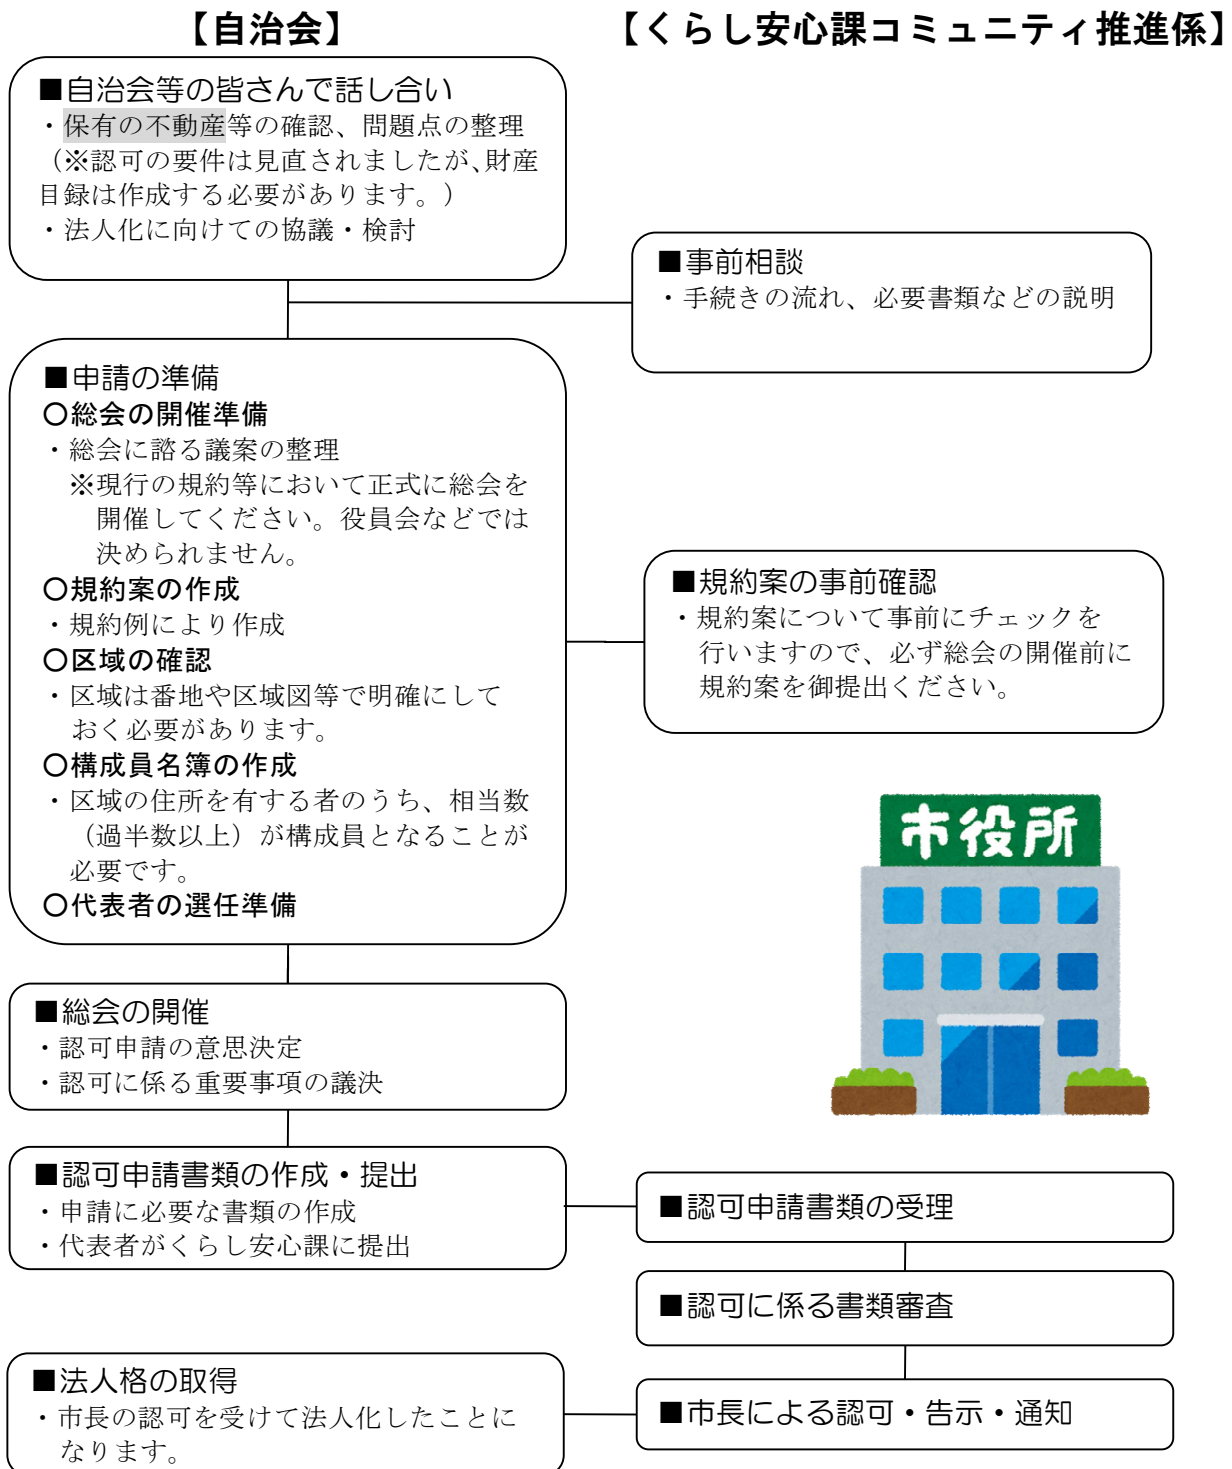 【自治会】
【くらし安心課コミュニティ推進係】
■自治会等の皆さんで話し合い
・保有の不動産等の確認、問題点の整理
（※認可の要件は見直されましたが、財産
目録は作成する必要があります。）
・法人化に向けての協議・検討
■事前相談
・手続きの流れ、必要書類などの説明
■申請の準備
〇総会の開催準備
・総会に諮る議案の整理
※現行の規約等において正式に総会を
開催してください。役員会などでは
決められません。
〇規約案の作成
・規約例により作成
〇区域の確認
・区域は番地や区域図等で明確にして
おく必要があります。
〇構成員名簿の作成
・区域の住所を有する者のうち、相当数
（過半数以上）が構成員となることが
必要です。
〇代表者の選任準備
■規約案の事前確認
・規約案について事前にチェックを
行いますので、必ず総会の開催前に
規約案を御提出ください。
市役所
■総会の開催
・認可申請の意思決定
・認可に係る重要事項の議決
■認可申請書類の作成・提出
・申請に必要な書類の作成
・代表者がくらし安心課に提出
■認可申請書類の受理
■認可に係る書類審査
■市長による認可・告示・通知
■法人格の取得
・市長の認可を受けて法人化したことに
なります。